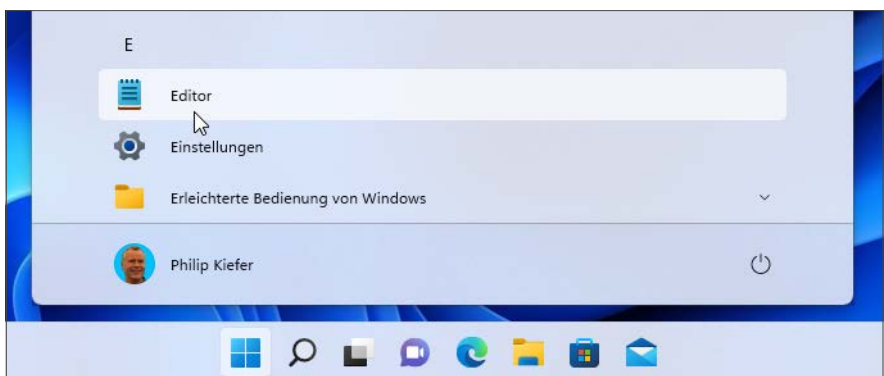 E
Editor
Einstellungen
Erleichterte Bedienung von Windows
Philip Kiefer